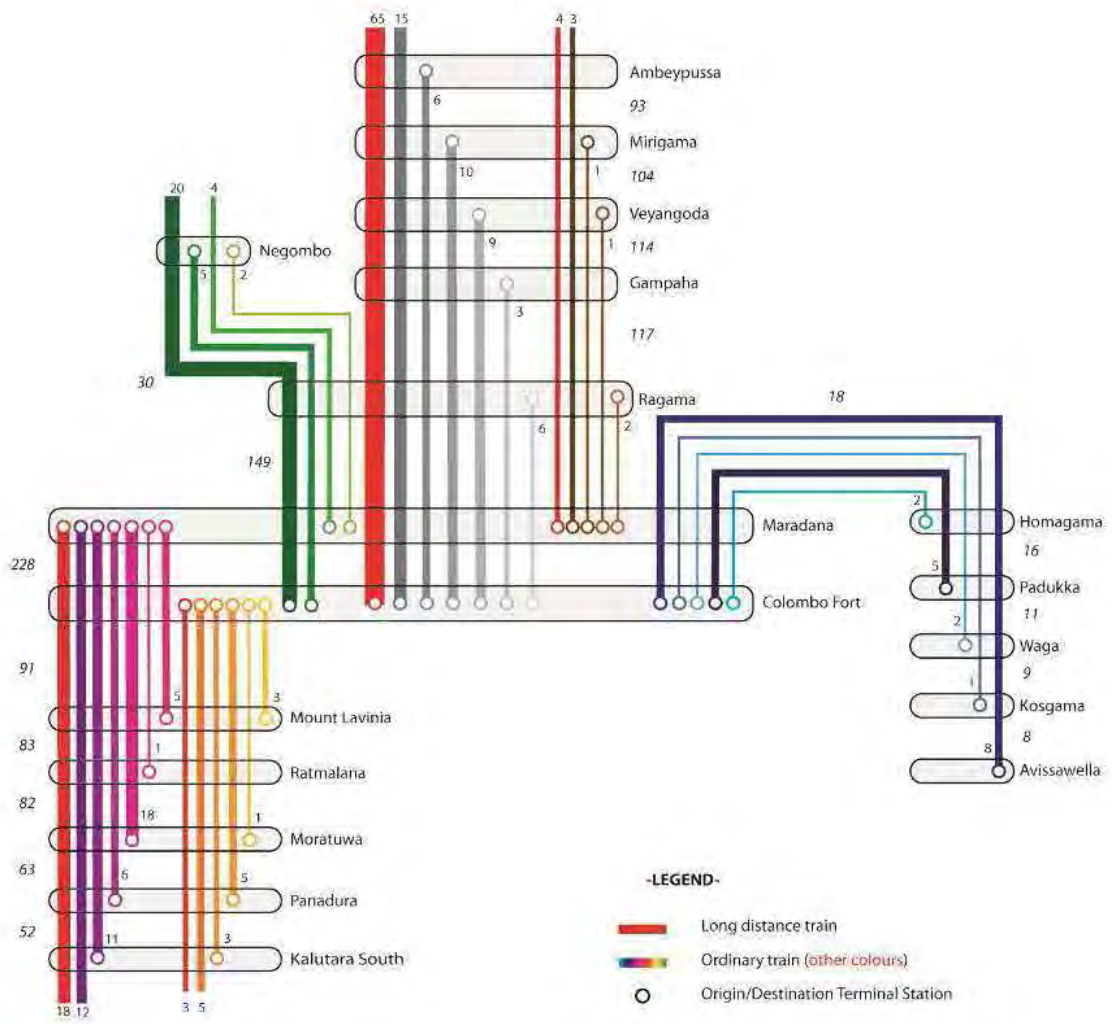 65 15 4 3
Ambeypussa
6 93
Mirigama
10 1 104
20 4
Veyangoda
9 1 114
Negombo
5 2
Gampaha
3 117
30
Ragama
6 2
18
149
2
Maradana
Homagama
228
16
5
Colombo Fort
Padukka
11
2
Waga
91
9
1
5 3
Kosgama
Mount Lavinia
83
1
8
8
Ratmalana
Avissawella
82
18 1
Moratuwa
63
6 5
-LEGEND-
Panadura
Long distance train
52
11 3
Kalutara South
Ordinary train (other colours)
Origin/Destination Terminal Station
18 12 3 5